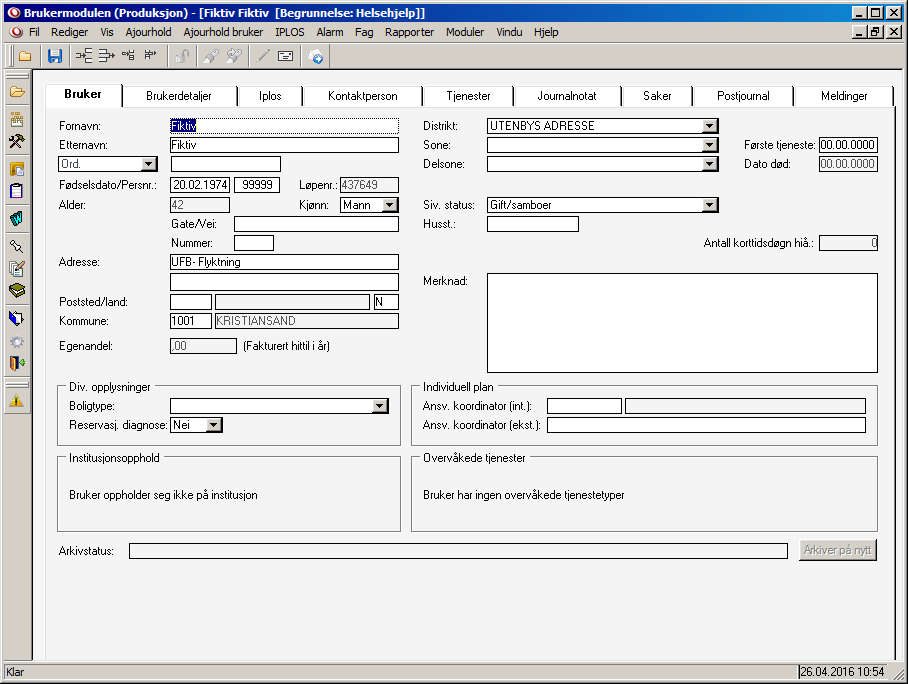 Brukermodulen (Produksjon) - [Fiktiv Fiktiv [Begrunnelse: Helsehjelp]]
Fil Rediger Vis Ajourhold Ajourhold bruker IPLOS Alarm Fag Rapporter Moduler Vindu Hjelp
Bruker Brukerdetaljer Iplos Kontaktperson Tjenester Journalnotat Saker Postjournal Meldinger
Fornavn: Fiktiv Distrikt: UTENBYS ADRESSE
Etternavn: Fiktiv Sone: Første tjeneste: 00.00.0000
Ord. Delsone: Dato død: 00.00.0000
Fødselsdato/Persnr.: 20.02.1974 99999 Løpenr.: 437649
Alder: 42 Kjønn: Mann Siv. status: Gift/samboer
Gate/Vei: Husst.:
Nummer: Antall korttidsdøgn hiå.: 0
Adresse: UFB- Flyktning
Merknad:
Poststed/land: N
Kommune: 1001 KRISTIANSAND
Egenandel: ,00 (Fakturert hittil i år)
Div. opplysninger Individuell plan
Boligtype: Ansv. koordinator (int.):
Reservasj. diagnose: Nei Ansv. koordinator (ekst.):
Institusjonsopphold Overvåkede tjenester
Bruker oppholder seg ikke på institusjon Bruker har ingen overvåkede tjenestetyper
Arkivstatus: Arkiver på nytt
Klar 26.04.2016 10:54